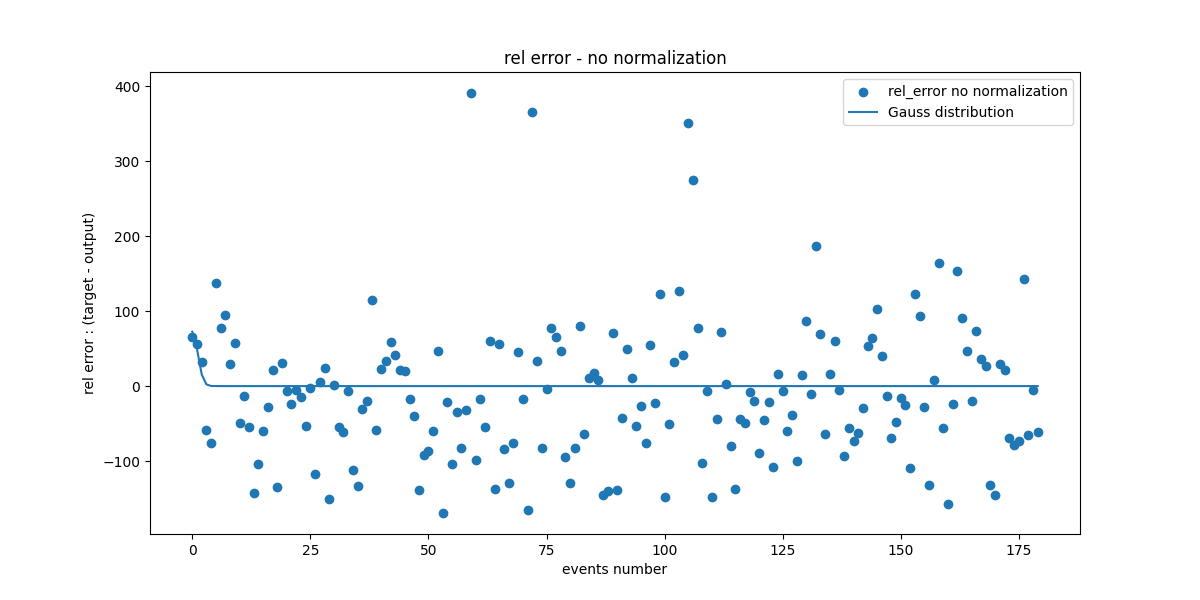 rel error - no normalization
rel_error no normalization
Gauss distribution
400
300
200
100
0
−100
rel error : (target - output)
0
25
50
75
100
125
150
175
events number